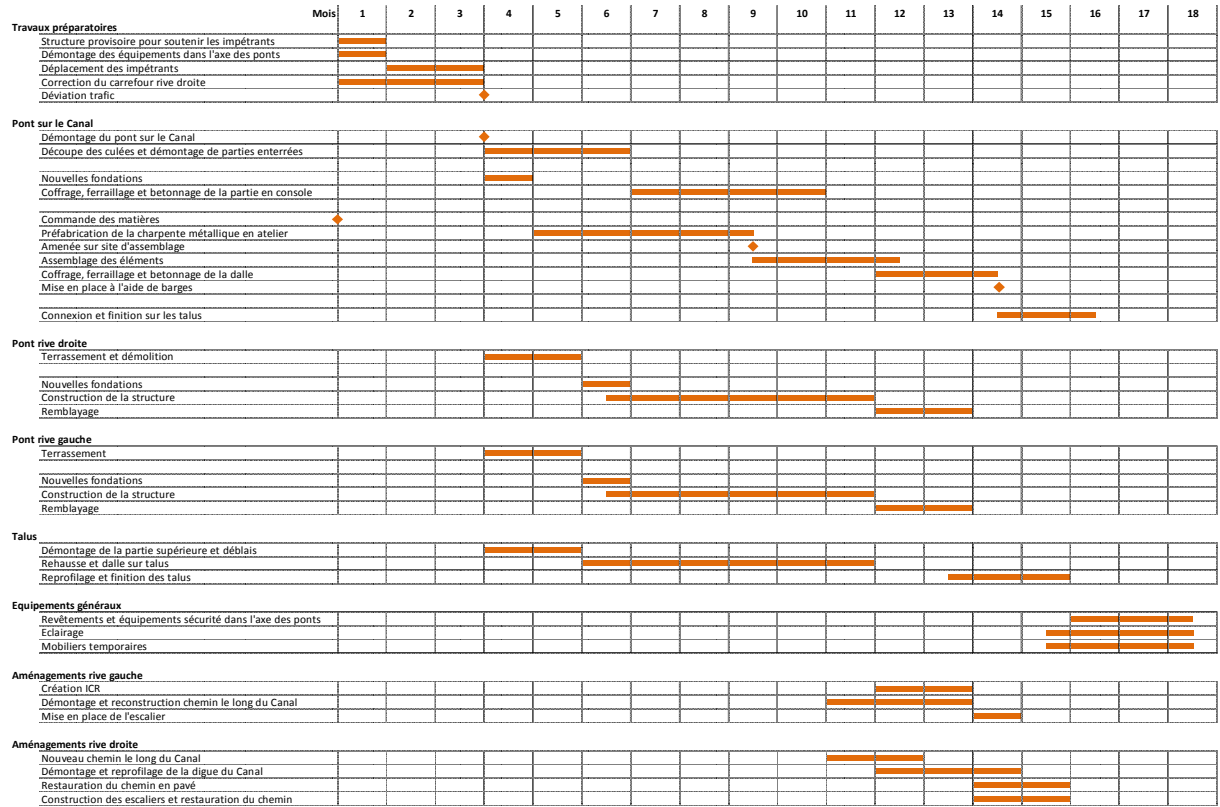 Mois 1 2 3 4 5 6 7 8 9 10 11 12 13 14 15 16 17 18
Travaux préparatoires
Structure provisoire pour soutenir les impétrants
Démontage des équipements dans l'axe des ponts
Déplacement des impétrants
Correction du carrefour rive droite
Déviation trafic
Pont sur le Canal
Démontage du pont sur le Canal
Découpe des culées et démontage de parties enterrées
Nouvelles fondations
Coffrage, ferraillage et betonnage de la partie en console
Commande des matières
Préfabrication de la charpente métallique en atelier
Amenée sur site d'assemblage
Assemblage des éléments
Coffrage, ferraillage et betonnage de la dalle
Mise en place à l'aide de barges
Connexion et finition sur les talus
Pont rive droite
Terrassement et démolition
Nouvelles fondations
Construction de la structure
Remblayage
Pont rive gauche
Terrassement
Nouvelles fondations
Construction de la structure
Remblayage
Talus
Démontage de la partie supérieure et déblais
Rehausse et dalle sur talus
Reprofilage et finition des talus
Equipements généraux
Revêtements et équipements sécurité dans l'axe des ponts
Eclairage
Mobiliers temporaires
Aménagements rive gauche
Création ICR
Démontage et reconstruction chemin le long du Canal
Mise en place de l'escalier
Aménagements rive droite
Nouveau chemin le long du Canal
Démontage et reprofilage de la digue du Canal
Restauration du chemin en pavé
Construction des escaliers et restauration du chemin